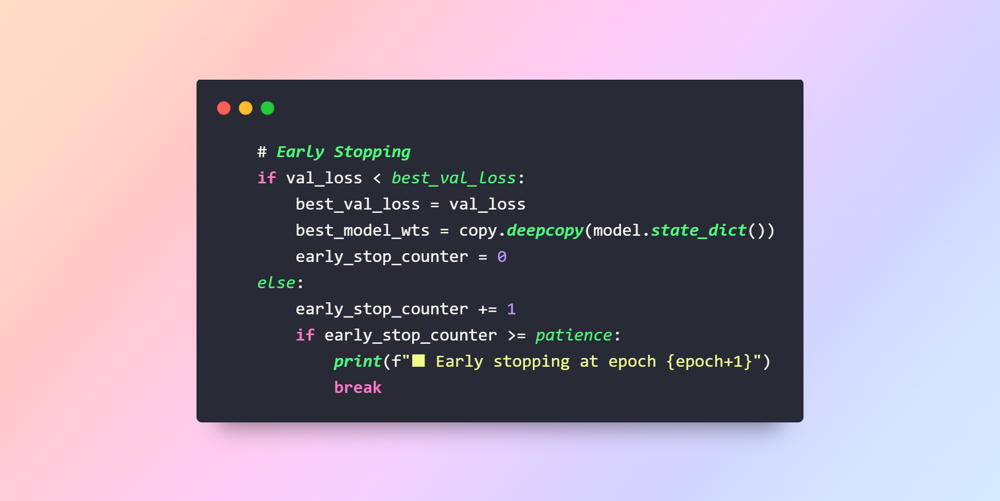 # Early Stopping
if val_loss < best_val_loss:
    best_val_loss = val_loss
    best_model_wts = copy.deepcopy(model.state_dict())
    early_stop_counter = 0
else:
    early_stop_counter += 1
    if early_stop_counter >= patience:
        print(f"■ Early stopping at epoch {epoch+1}")
        break